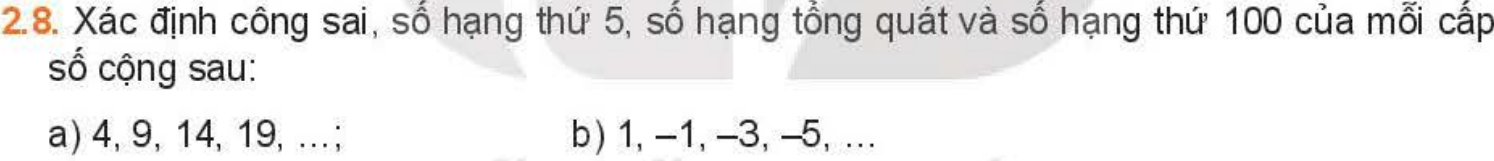 2.8. Xác định công sai, số hạng thứ 5, số hạng tổng quát và số hạng thứ 100 của mỗi cấp
số cộng sau:
a) 4, 9, 14, 19, ...; b) 1, –1, –3, –5, ...